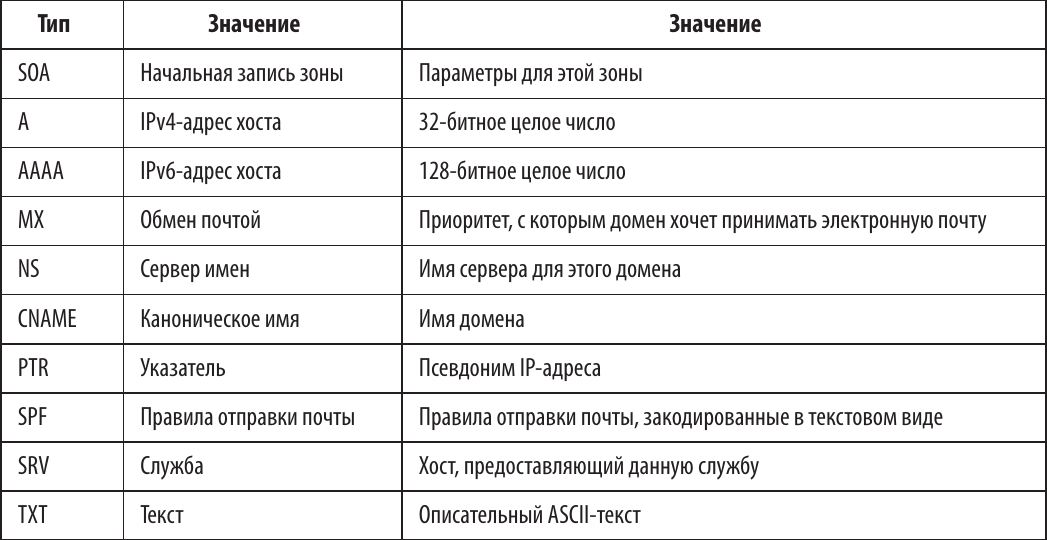 Тип Значение Значение
SOA Начальная запись зоны Параметры для этой зоны
A IPv4-адрес хоста 32-битное целое число
AAAA IPv6-адрес хоста 128-битное целое число
MX Обмен почтой Приоритет, с которым домен хочет принимать электронную почту
NS Сервер имен Имя сервера для этого домена
CNAME Каноническое имя Имя домена
PTR Указатель Псевдоним IP-адреса
SPF Правила отправки почты Правила отправки почты, закодированные в текстовом виде
SRV Служба Хост, предоставляющий данную службу
TXT Текст Описательный ASCII-текст